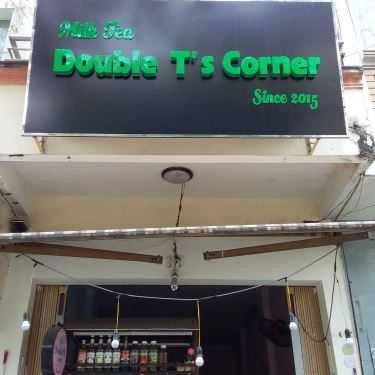 Milk Tea
Double T's Corner
Since 2015